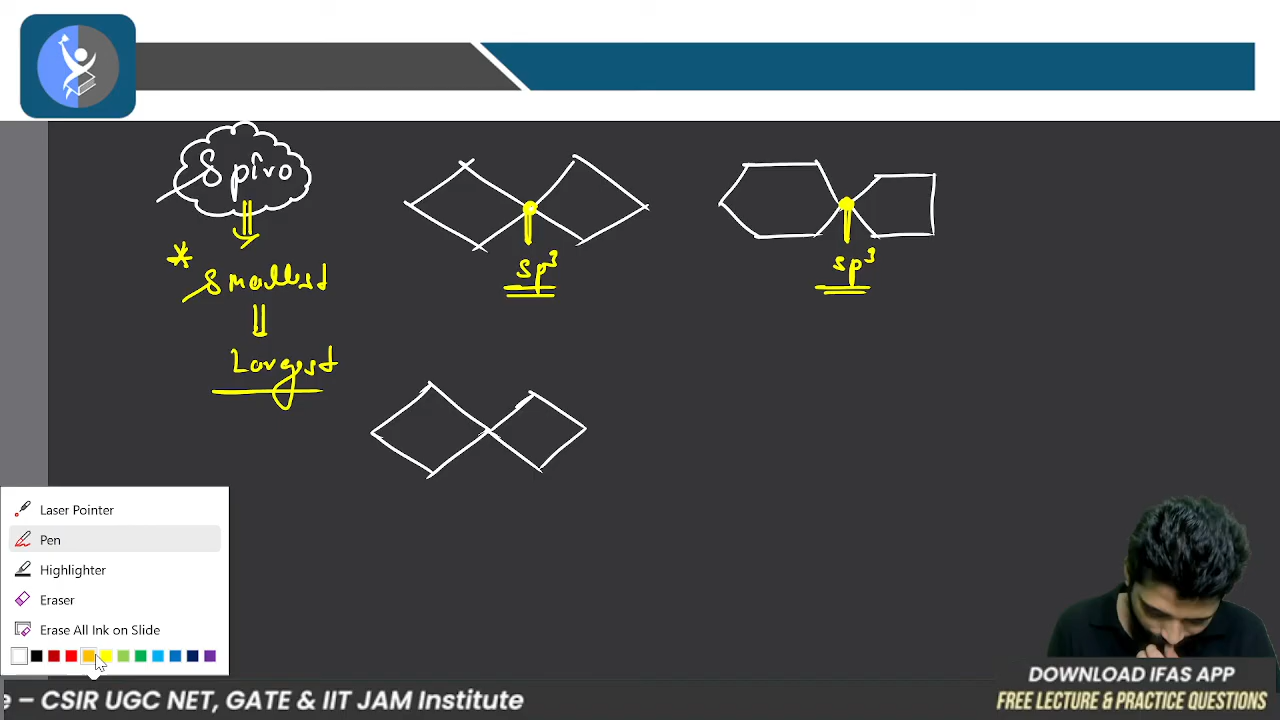 Spiro
* Smallest
Largest
sp³
sp³
Laser Pointer
Pen
Highlighter
Eraser
Erase All Ink on Slide
DOWNLOAD IFAS APP
FREE LECTURE & PRACTICE QUESTIONS
e – CSIR UGC NET, GATE & IIT JAM Institute